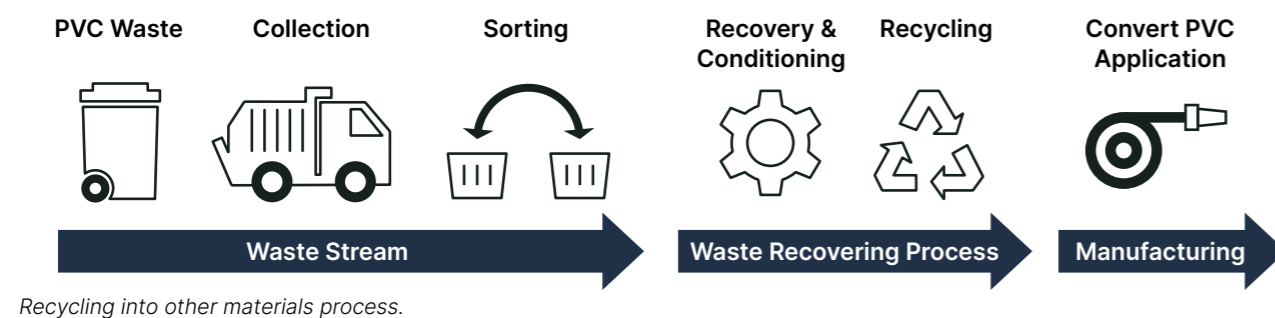 PVC Waste
Collection
Sorting
Recovery &
Conditioning
Recycling
Convert PVC
Application
Waste Stream
Waste Recovering Process
Manufacturing
Recycling into other materials process.